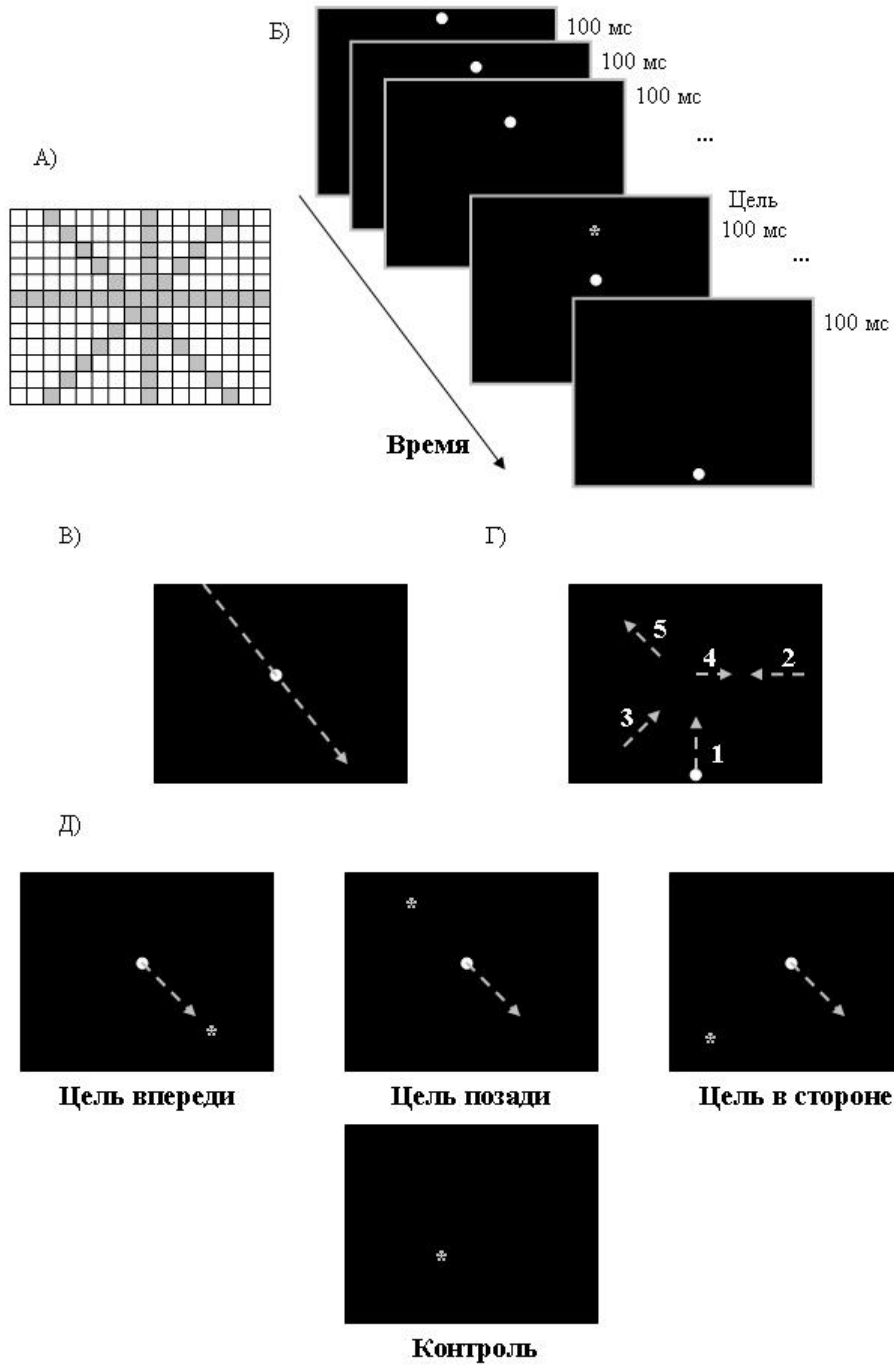 Б)
100 мс
100 мс
100 мс
...
А)
Цель
100 мс
...
100 мс
Время
В)
Г)
5
4
2
3
1
Д)
Цель впереди
Цель позади
Цель в стороне
Контроль